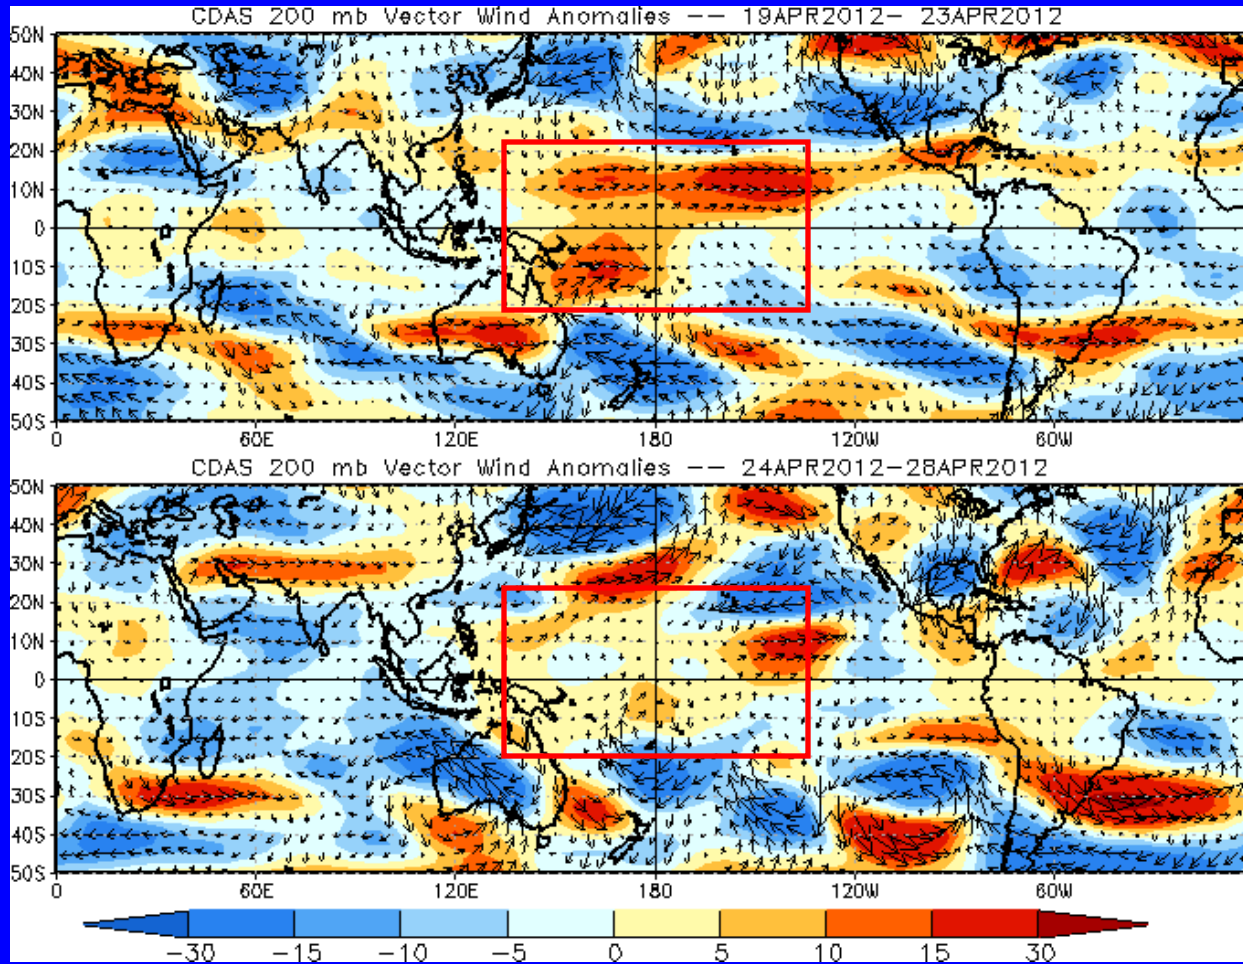 CDAS 200 mb Vector Wind Anomalies -- 19APR2012- 23APR2012
50N
40N
30N
20N
10N
0
10S
20S
30S
40S
50S
0 60E 120E 180 120W 60W
CDAS 200 mb Vector Wind Anomalies -- 24APR2012-28APR2012
50N
40N
30N
20N
10N
0
10S
20S
30S
40S
50S
0 60E 120E 180 120W 60W
-30 -15 -10 -5 0 5 10 15 30